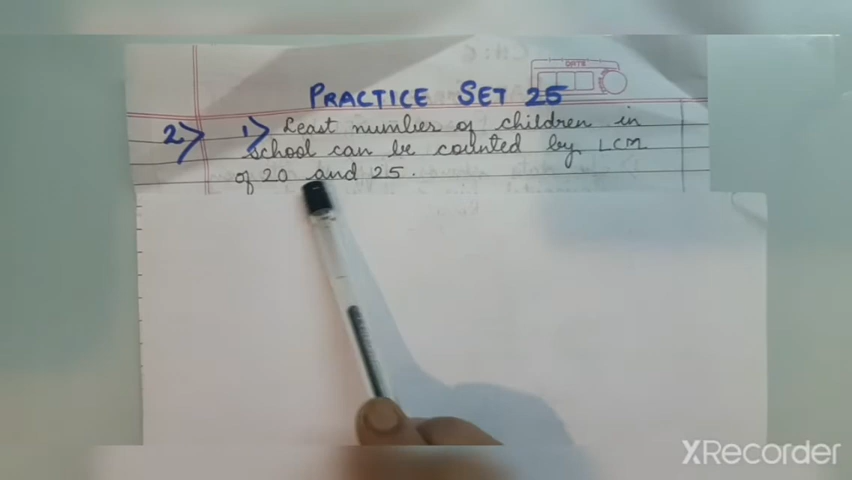 DATE
PRACTICE SET 25
2> 1> Least number of children in
school can be counted by LCM
of 20 and 25.
XRecorder